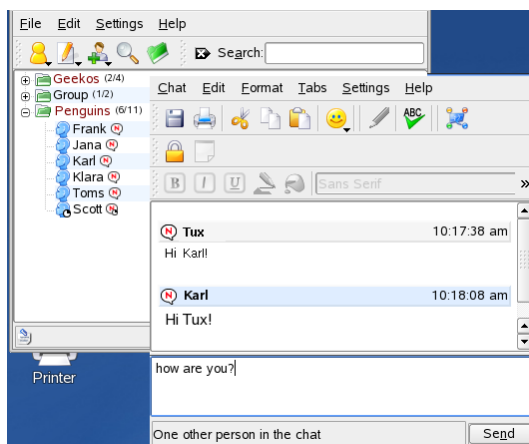 File Edit Settings Help
Search:
Geekos (2/4)
Group (1/2)
Penguins (6/11)
Frank N
Jana N
Karl N
Klara N
Toms N
Scott N
Printer
Chat Edit Format Tabs Settings Help
ABC
B I U Sans Serif »
N Tux 10:17:38 am
Hi Karl!
N Karl 10:18:08 am
Hi Tux!
how are you?
One other person in the chat Send